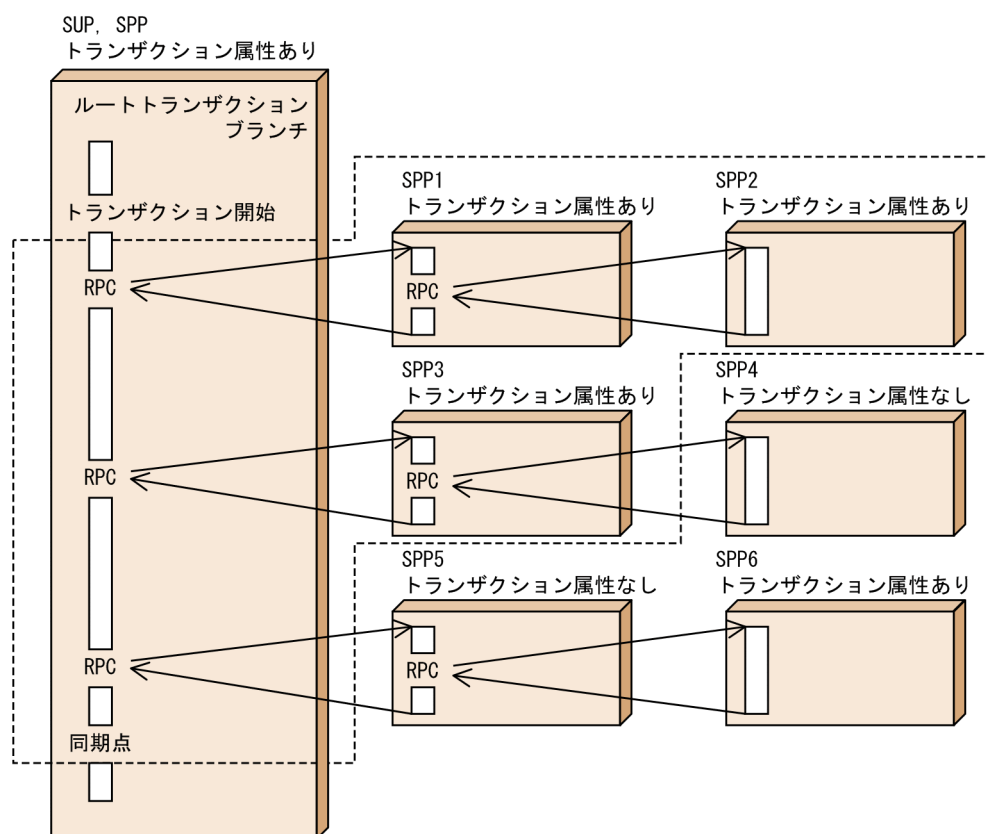 SUP, SPP
トランザクション属性あり
ルートトランザクション
ブランチ
トランザクション開始
RPC
SPP1
トランザクション属性あり
RPC
SPP2
トランザクション属性あり
RPC
SPP3
トランザクション属性あり
RPC
SPP4
トランザクション属性なし
RPC
SPP5
トランザクション属性なし
RPC
SPP6
トランザクション属性あり
同期点